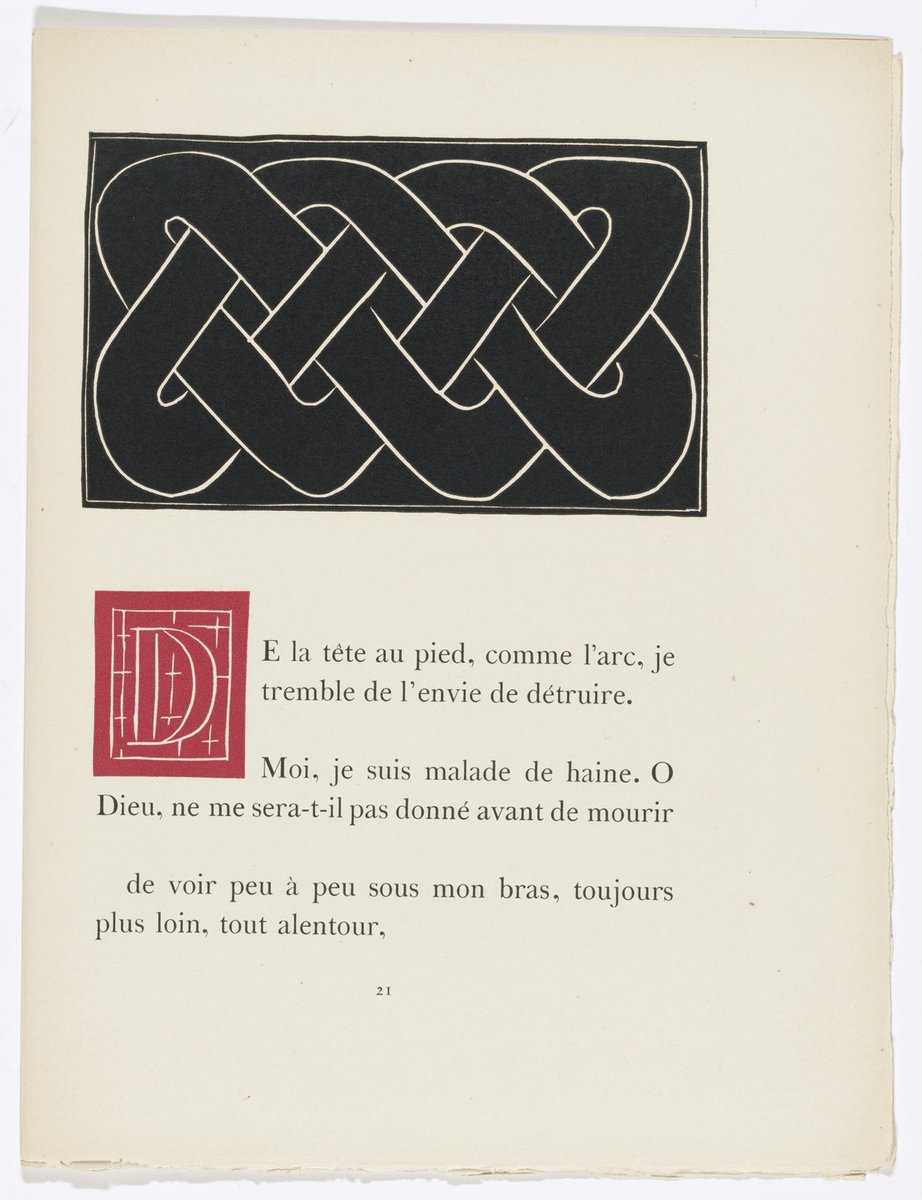 DE la tête au pied, comme l'arc, je
tremble de l'envie de détruire.
Moi, je suis malade de haine. O
Dieu, ne me sera-t-il pas donné avant de mourir
de voir peu à peu sous mon bras, toujours
plus loin, tout alentour,
21